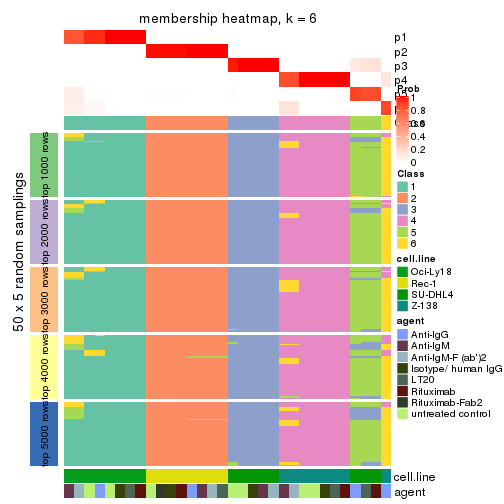 membership heatmap, k = 6
p1
p2
p3
p4
Prob
1
0.8
0.6
0.4
0.2
0
Class
1
2
3
4
5
6
cell.line
Oci-Ly18
Rec-1
SU-DHL4
Z-138
agent
Anti-IgG
Anti-IgM
Anti-IgM-F (ab')2
Isotype/ human IgG
LT20
Rituximab
Rituximab-Fab2
untreated control
50 x 5 random samplings
top 1000 rows
top 2000 rows
top 3000 rows
top 4000 rows
top 5000 rows
cell.line
agent